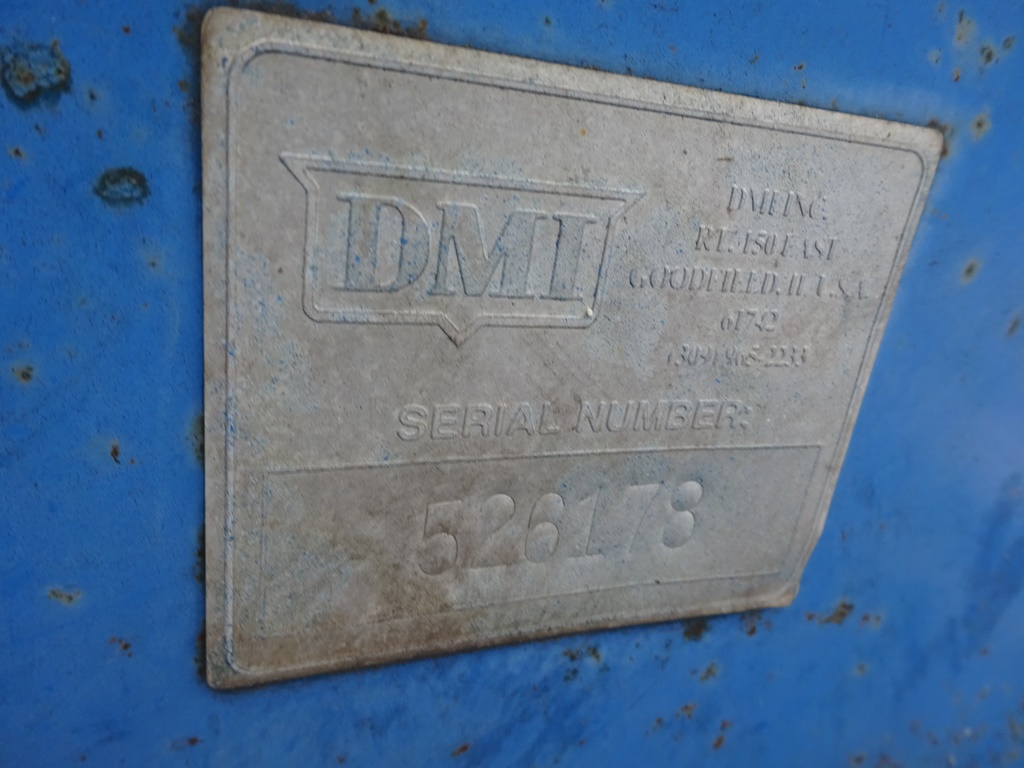 DMI
DMI INC.
RT. 150 EAST
GOODFIELD, IL U.S.A.
61742
(309) 965-2233
SERIAL NUMBER:
526178